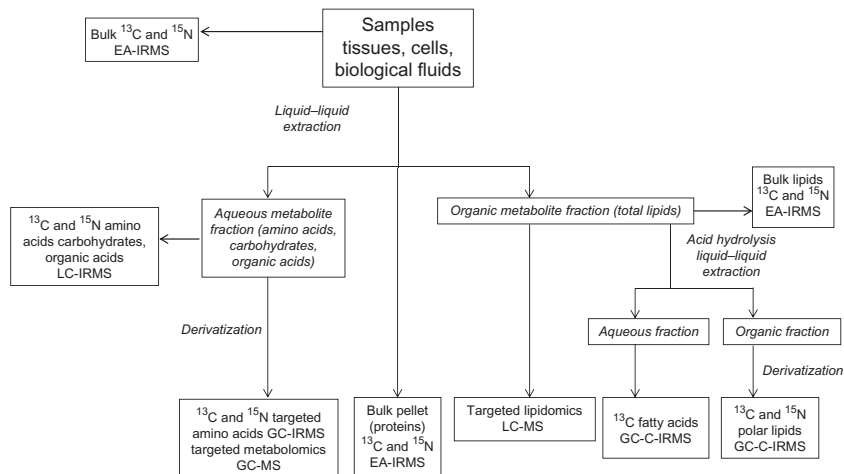 Samples
tissues, cells,
biological fluids
Bulk ¹³C and ¹⁵N
EA-IRMS
Liquid–liquid
extraction
Aqueous metabolite
fraction (amino acids,
carbohydrates,
organic acids)
¹³C and ¹⁵N amino
acids carbohydrates,
organic acids
LC-IRMS
Organic metabolite fraction (total lipids)
Bulk lipids
¹³C and ¹⁵N
EA-IRMS
Acid hydrolysis
liquid–liquid
extraction
Derivatization
Aqueous fraction
Organic fraction
Derivatization
¹³C and ¹⁵N targeted
amino acids GC-IRMS
targeted metabolomics
GC-MS
Bulk pellet
(proteins)
¹³C and ¹⁵N
EA-IRMS
Targeted lipidomics
LC-MS
¹³C fatty acids
GC-C-IRMS
¹³C and ¹⁵N
polar lipids
GC-C-IRMS